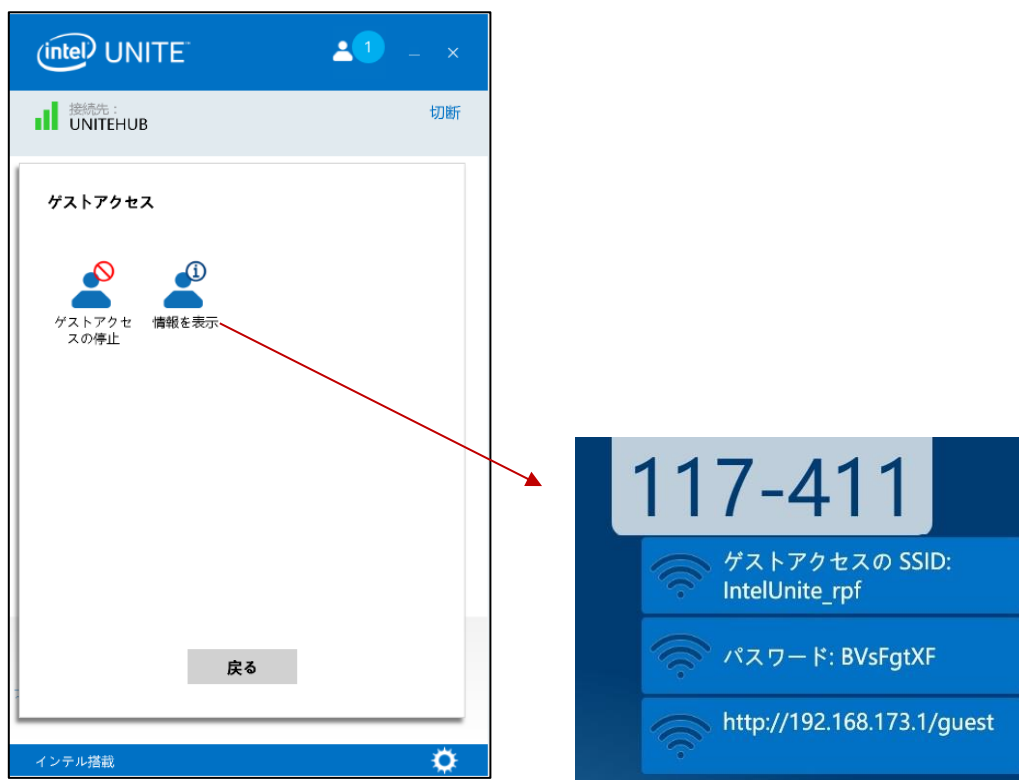 intel UNITE™
1
接続先：
UNITEHUB
切断
ゲストアクセス
ゲストアクセ
スの停止
情報を表示
戻る
インテル搭載
117-411
ゲストアクセスの SSID:
IntelUnite_rpf
パスワード: BVsFgtXF
http://192.168.173.1/guest